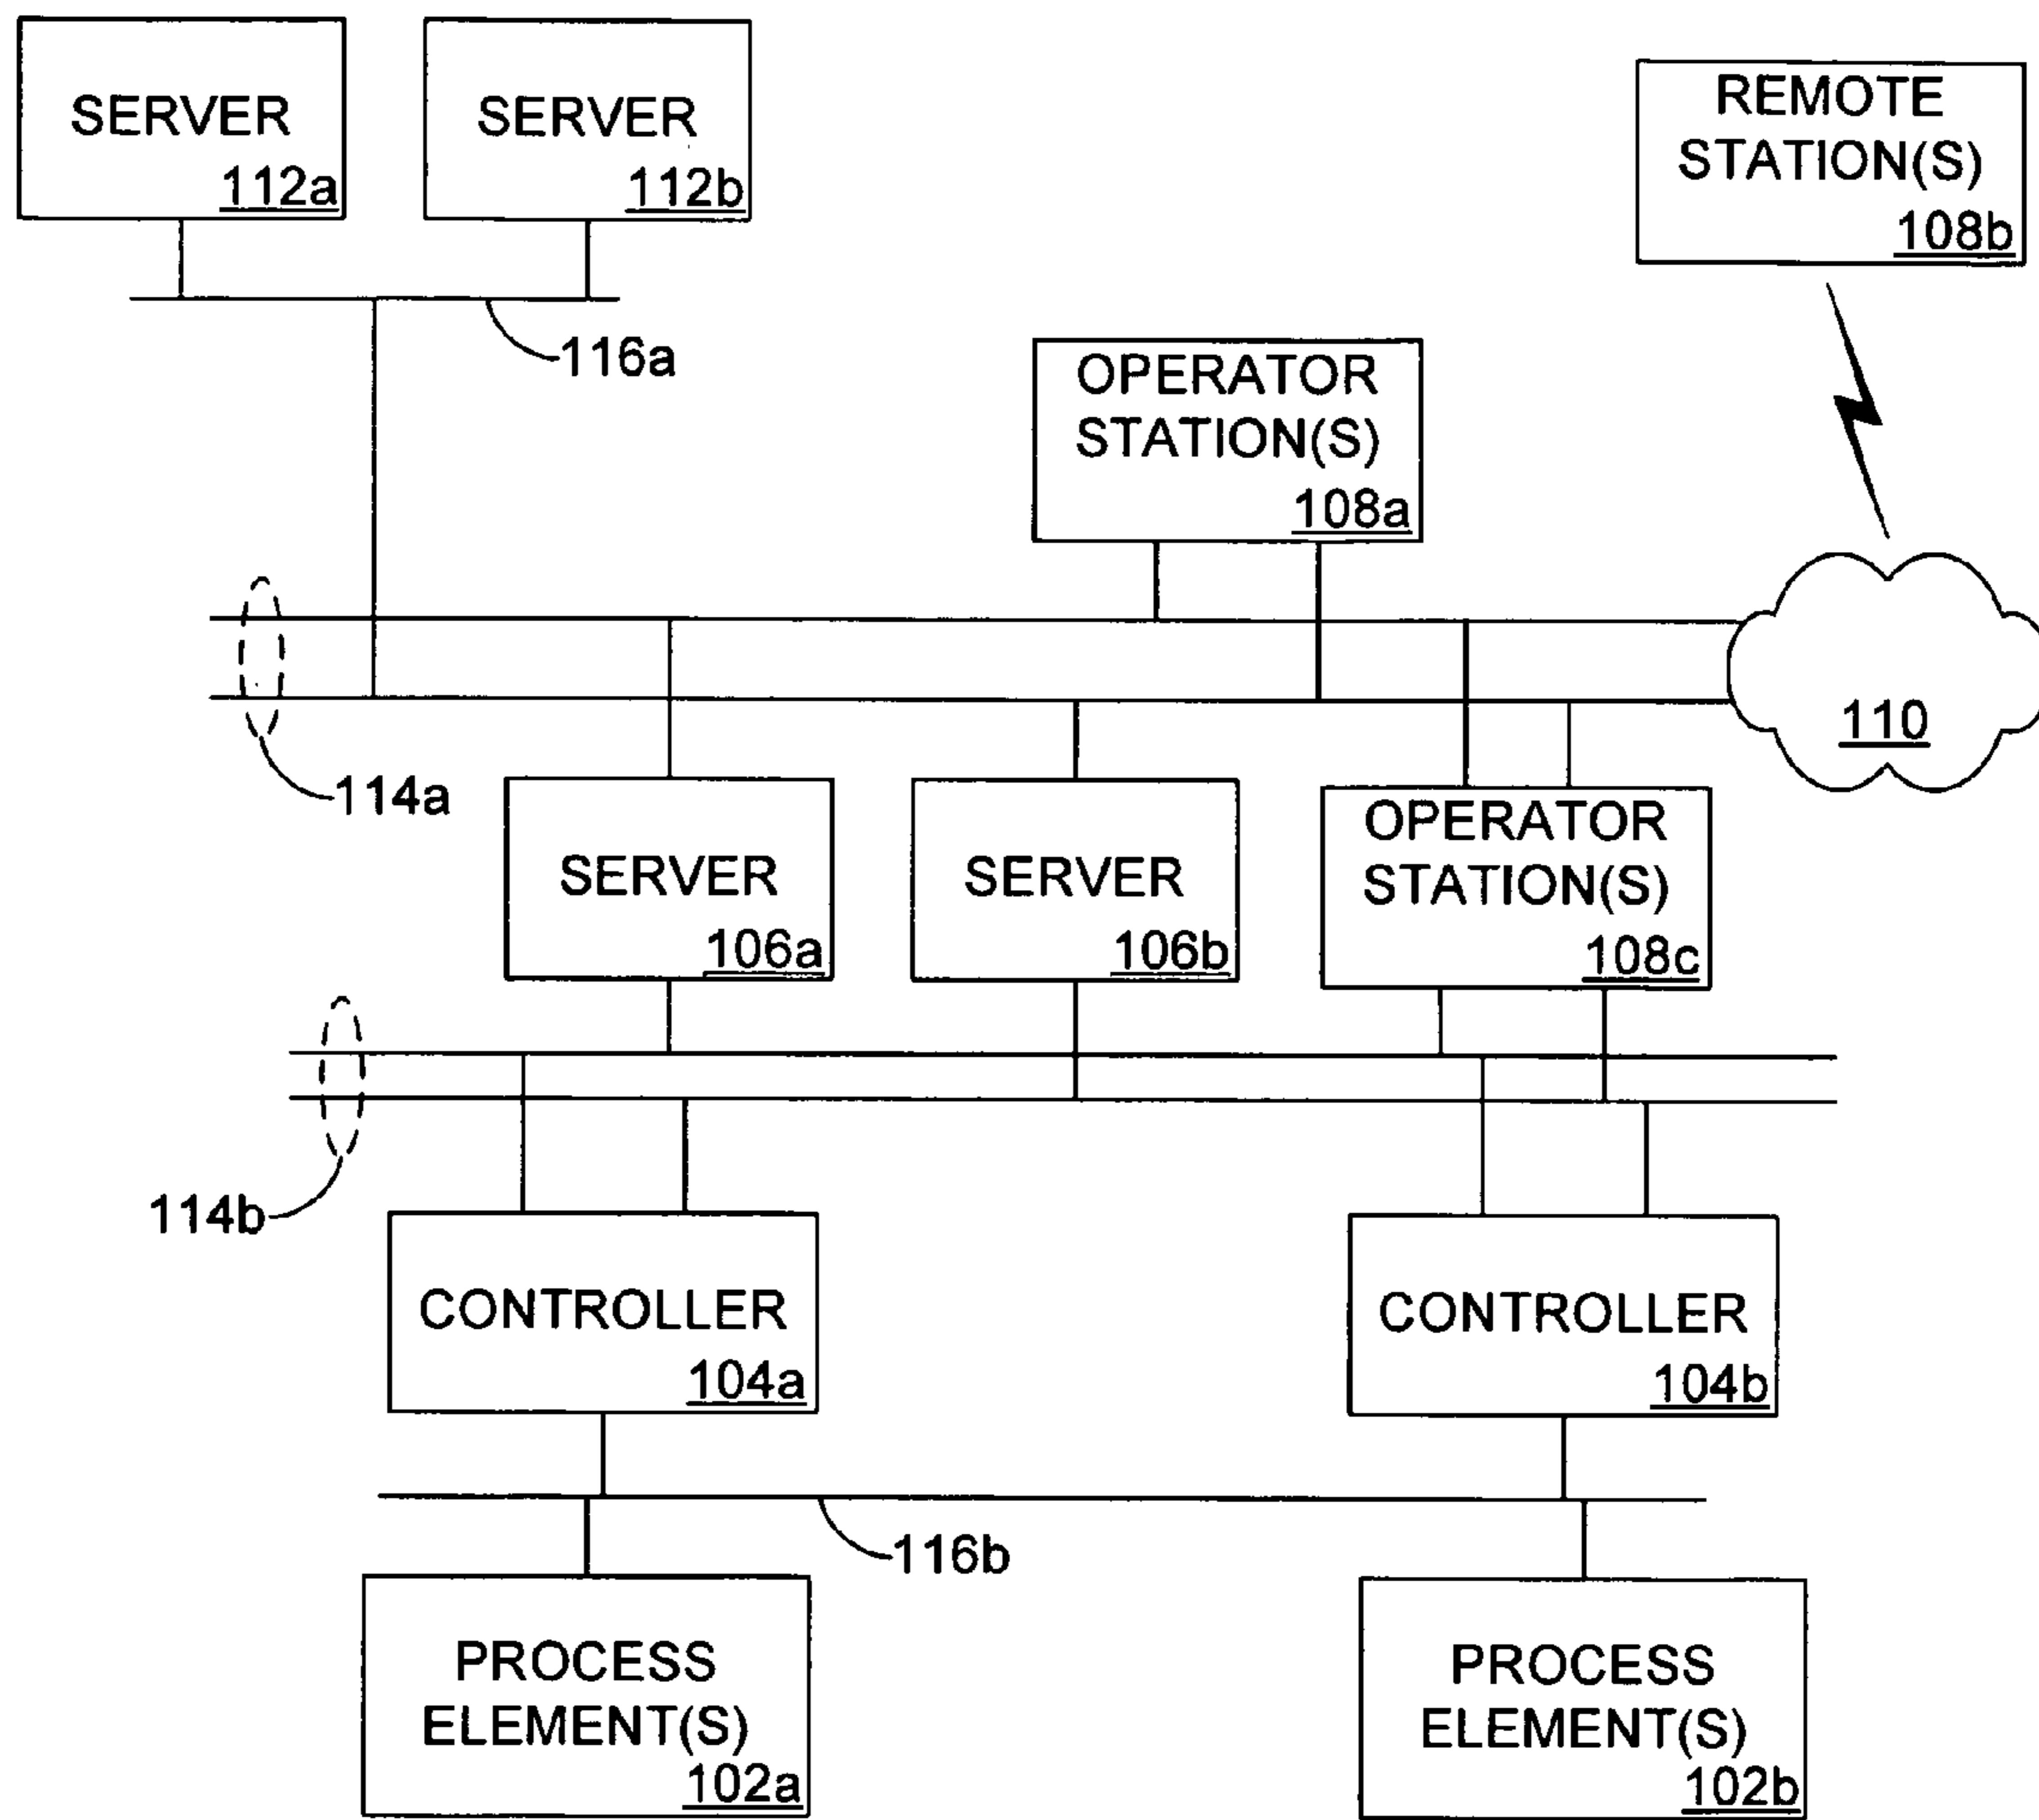 SERVER
112a
SERVER
112b
REMOTE
STATION(S)
108b
116a
OPERATOR
STATION(S)
108a
110
114a
SERVER
106a
SERVER
106b
OPERATOR
STATION(S)
108c
114b
CONTROLLER
104a
CONTROLLER
104b
116b
PROCESS
ELEMENT(S)
102a
PROCESS
ELEMENT(S)
102b